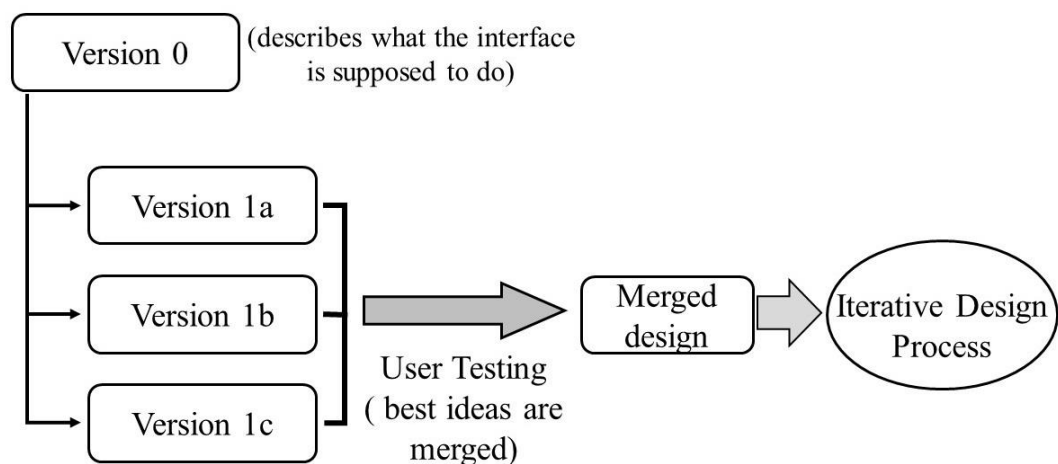 Version 0
(describes what the interface
is supposed to do)
Version 1a
Version 1b
Version 1c
User Testing
( best ideas are
merged)
Merged
design
Iterative Design
Process